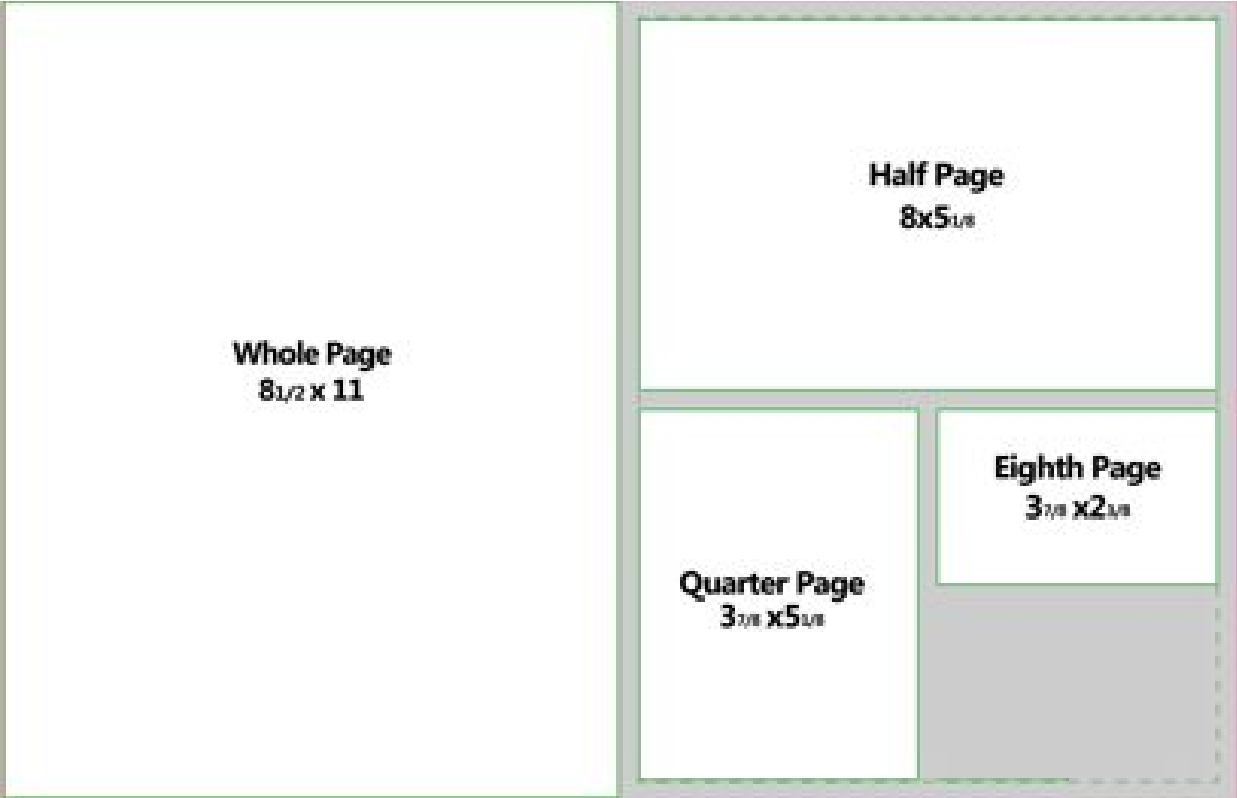 Whole Page
81/2 x 11
Half Page
8x51/8
Quarter Page
37/8 x51/8
Eighth Page
37/8 x23/8